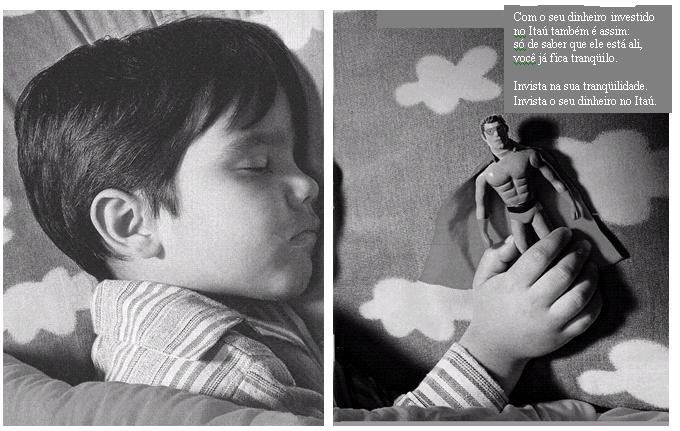 Com o seu dinheiro investido
no Itaú também é assim:
só de saber que ele está ali,
você já fica tranqüilo.
Invista na sua tranqüilidade.
Invista o seu dinheiro no Itaú.